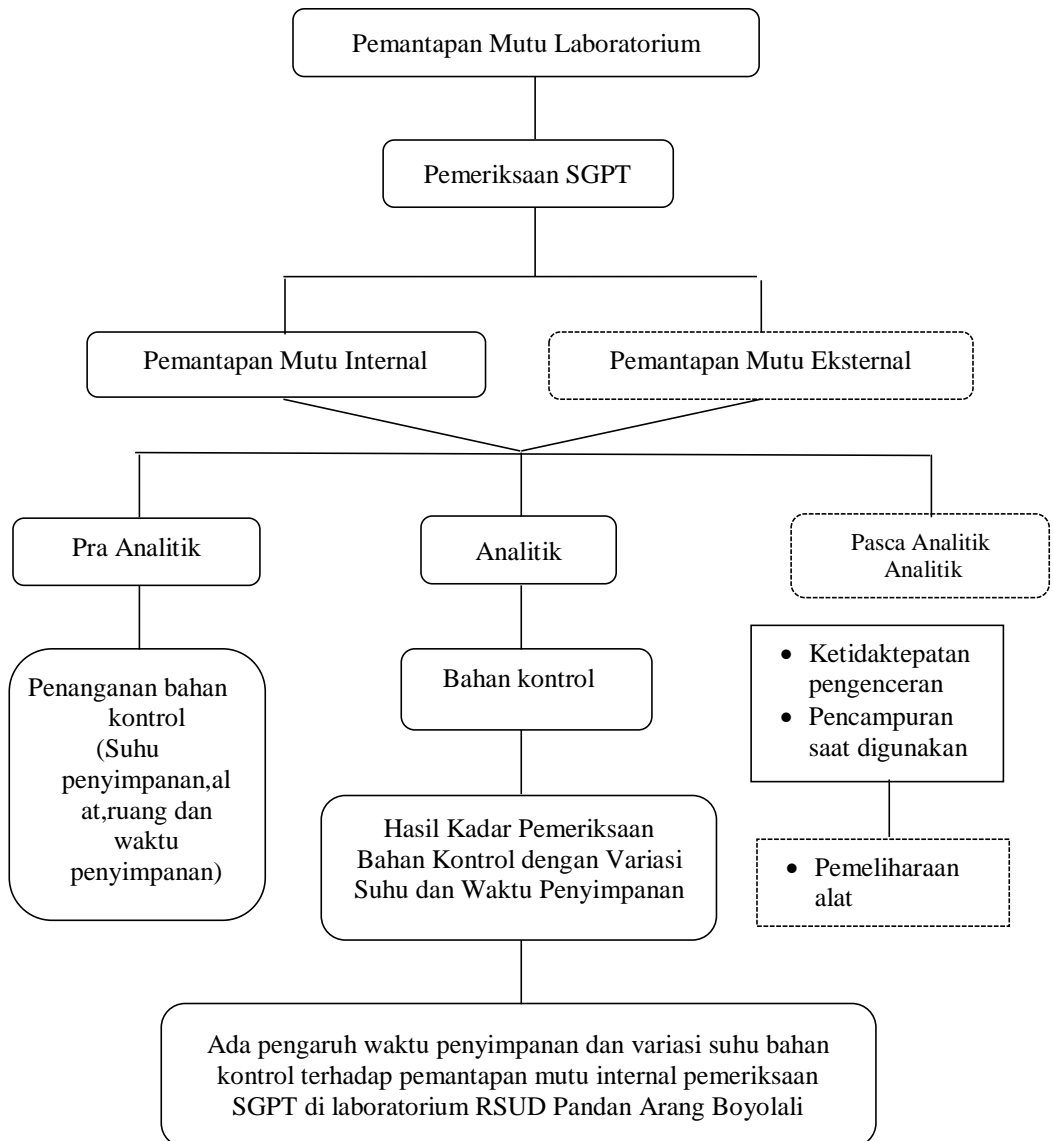 Pemantapan Mutu Laboratorium
Pemeriksaan SGPT
Pemantapan Mutu Internal
Pemantapan Mutu Eksternal
Pra Analitik
Analitik
Pasca Analitik
Analitik
Penanganan bahan
kontrol
(Suhu
penyimpanan,al
at,ruang dan
waktu
penyimpanan)
Bahan kontrol
• Ketidaktepatan
pengenceran
• Pencampuran
saat digunakan
Hasil Kadar Pemeriksaan
Bahan Kontrol dengan Variasi
Suhu dan Waktu Penyimpanan
• Pemeliharaan
alat
Ada pengaruh waktu penyimpanan dan variasi suhu bahan
kontrol terhadap pemantapan mutu internal pemeriksaan
SGPT di laboratorium RSUD Pandan Arang Boyolali